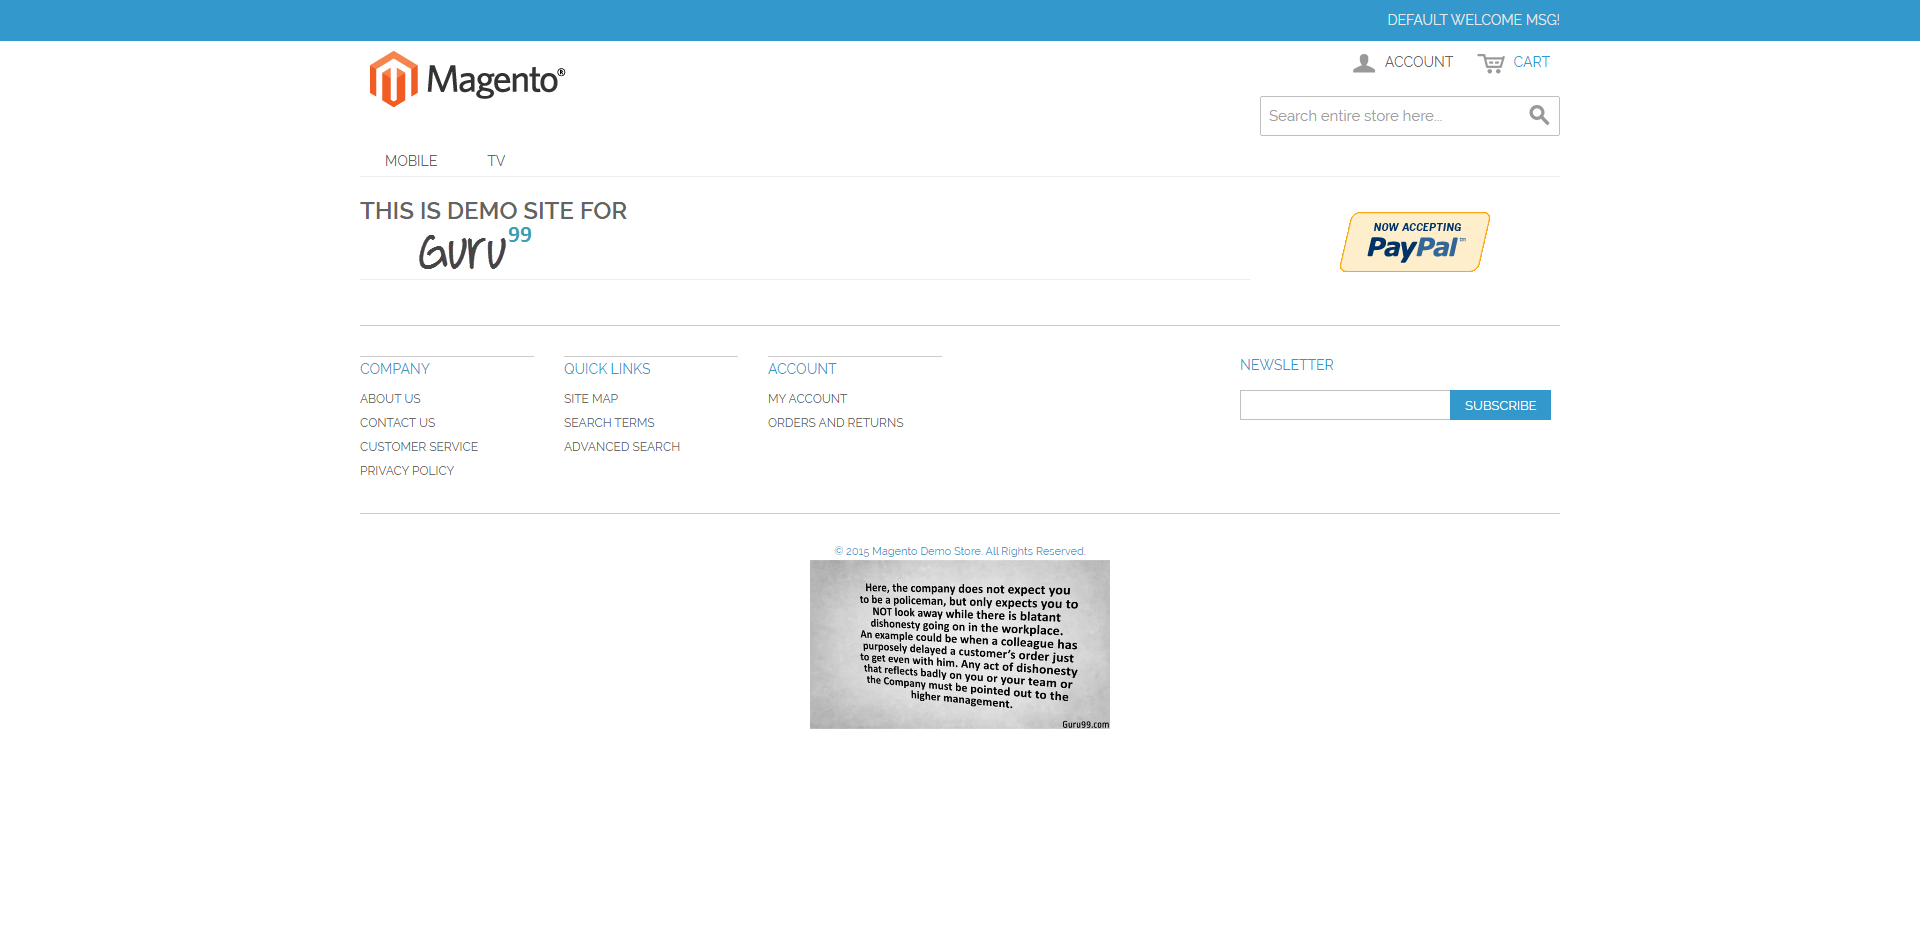 DEFAULT WELCOME MSG!
Magento®
ACCOUNT
CART
Search entire store here...
MOBILE
TV
THIS IS DEMO SITE FOR
Guru99
NOW ACCEPTING
PayPal™
COMPANY
ABOUT US
CONTACT US
CUSTOMER SERVICE
PRIVACY POLICY
QUICK LINKS
SITE MAP
SEARCH TERMS
ADVANCED SEARCH
ACCOUNT
MY ACCOUNT
ORDERS AND RETURNS
NEWSLETTER
SUBSCRIBE
© 2015 Magento Demo Store. All Rights Reserved.
Here, the company does not expect you
to be a policeman, but only expects you to
NOT look away while there is blatant
dishonesty going on in the workplace.
An example could be when a colleague has
purposely delayed a customer's order just
to get even with him. Any act of dishonesty
that reflects badly on you or your team or
the Company must be pointed out to the
higher management.
Guru99.com